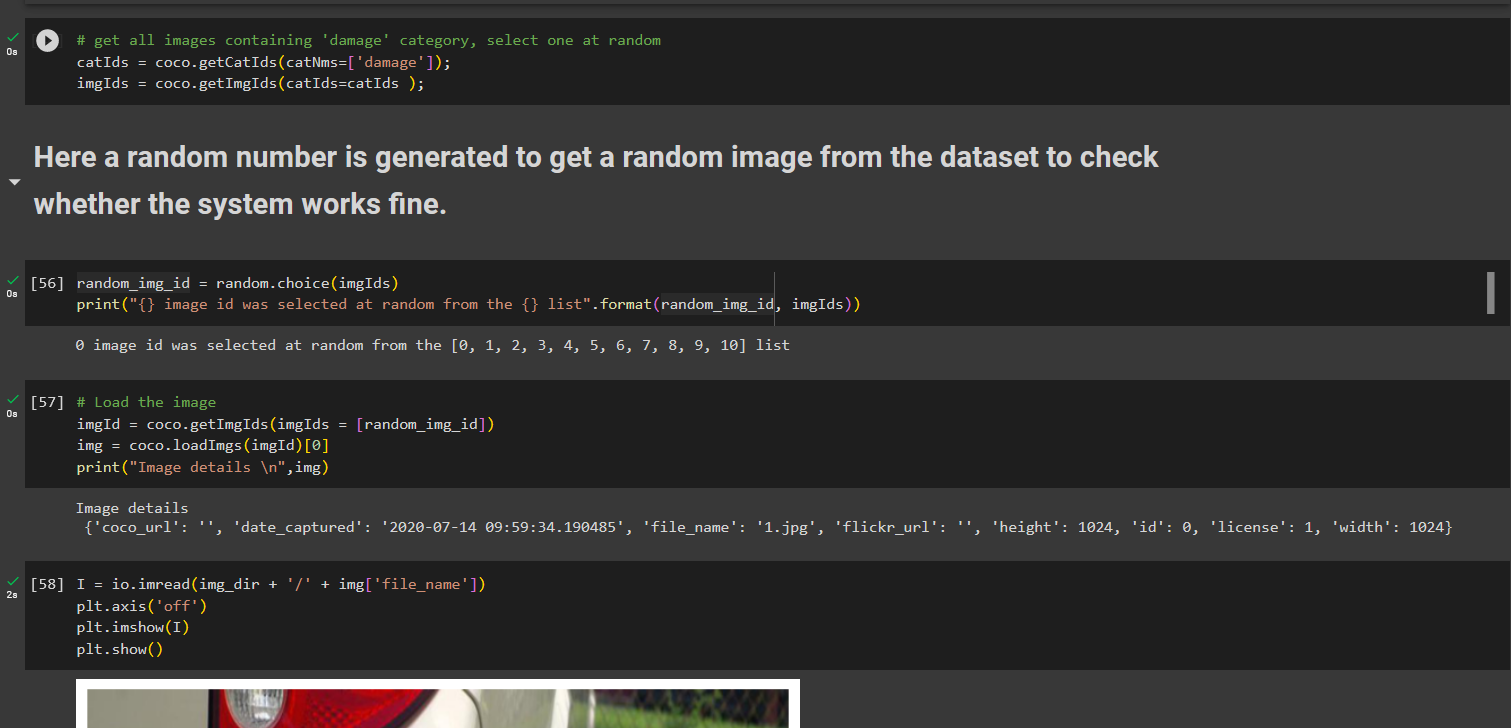 # get all images containing 'damage' category, select one at random
0s
catIds = coco.getCatIds(catNms=['damage']);
imgIds = coco.getImgIds(catIds=catIds );
Here a random number is generated to get a random image from the dataset to check
whether the system works fine.
[56] random_img_id = random.choice(imgIds)
0s
print("{} image id was selected at random from the {} list".format(random_img_id, imgIds))
0 image id was selected at random from the [0, 1, 2, 3, 4, 5, 6, 7, 8, 9, 10] list
[57] # Load the image
0s
imgId = coco.getImgIds(imgIds = [random_img_id])
img = coco.loadImgs(imgId)[0]
print("Image details \n",img)
Image details
{'coco_url': '', 'date_captured': '2020-07-14 09:59:34.190485', 'file_name': '1.jpg', 'flickr_url': '', 'height': 1024, 'id': 0, 'license': 1, 'width': 1024}
[58] I = io.imread(img_dir + '/' + img['file_name'])
2s
plt.axis('off')
plt.imshow(I)
plt.show()